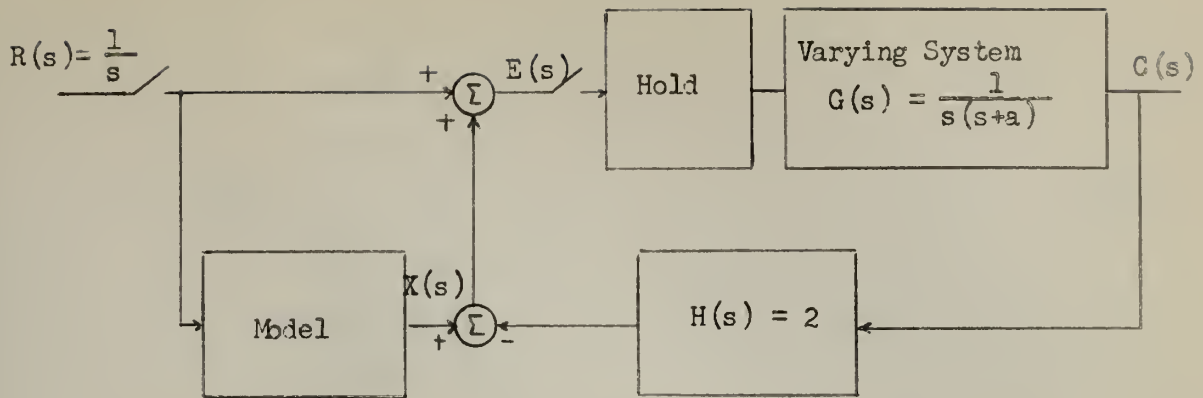 R(s)= 1/s
+
+
Σ
E(s)
Hold
Varying System
G(s) = 1/s(s+a)
C(s)
Model
X(s)
+
Σ
-
H(s) = 2